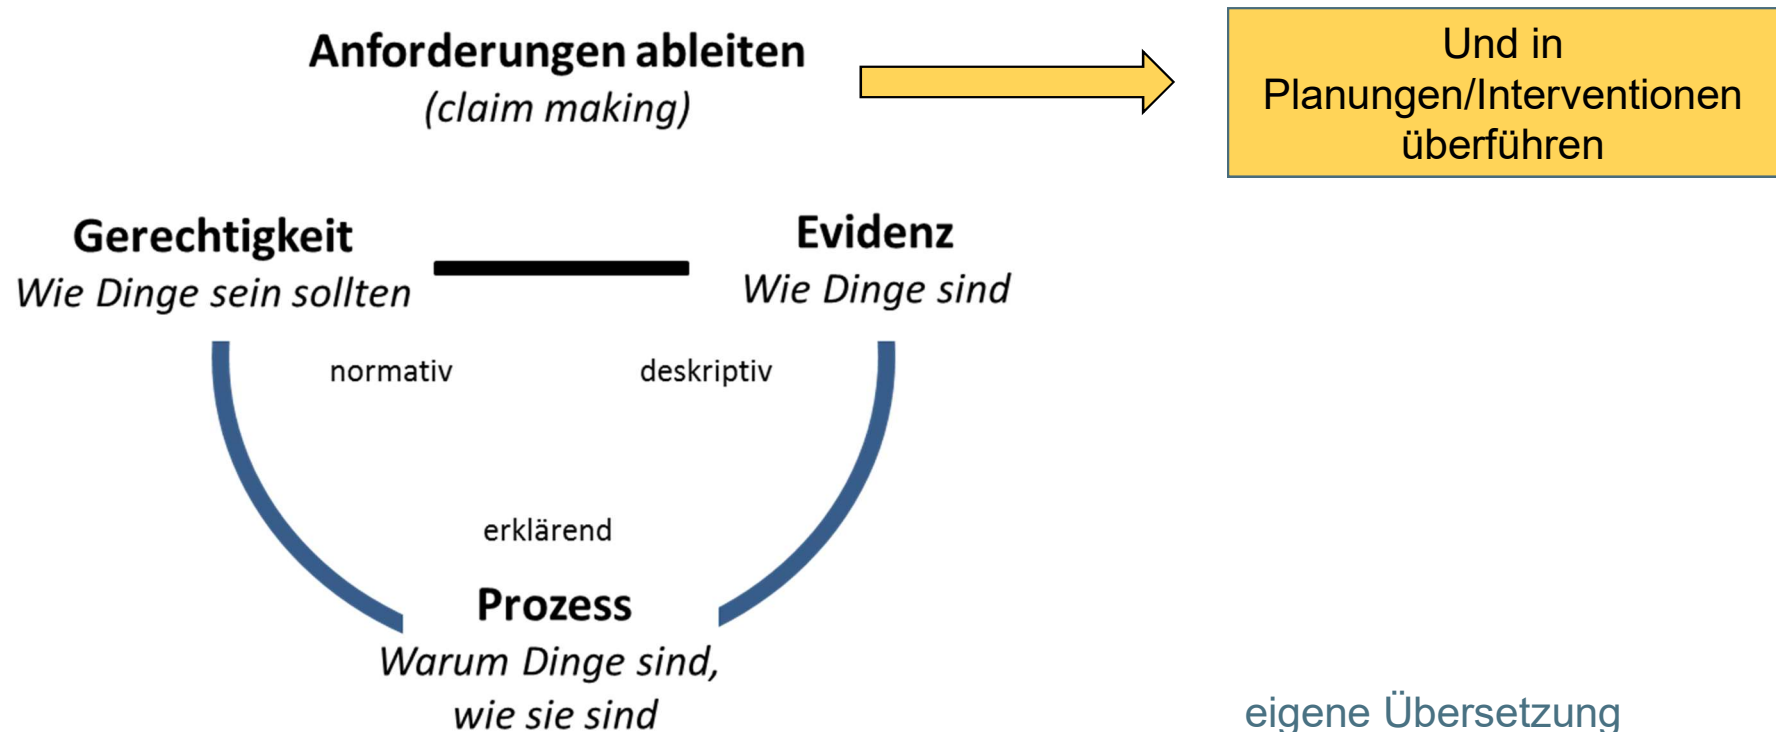 Anforderungen ableiten
(claim making)
Und in
Planungen/Interventionen
überführen
Gerechtigkeit
Wie Dinge sein sollten
Evidenz
Wie Dinge sind
normativ
deskriptiv
erklärend
Prozess
Warum Dinge sind,
wie sie sind
eigene Übersetzung